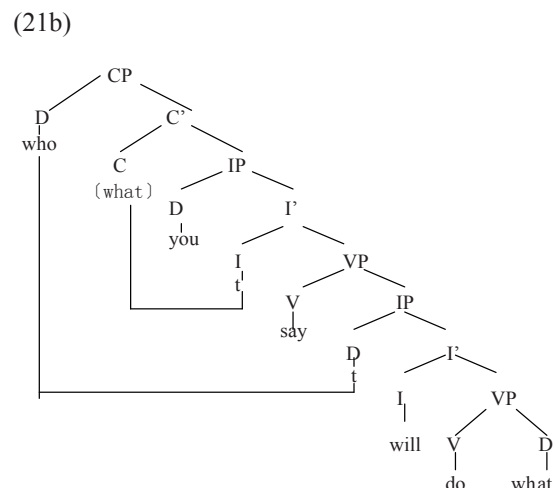 (21b)
CP
D C'
who
C IP
〔what〕
D I'
you
I VP
t
V IP
say
D I'
t
I VP
will V D
do what